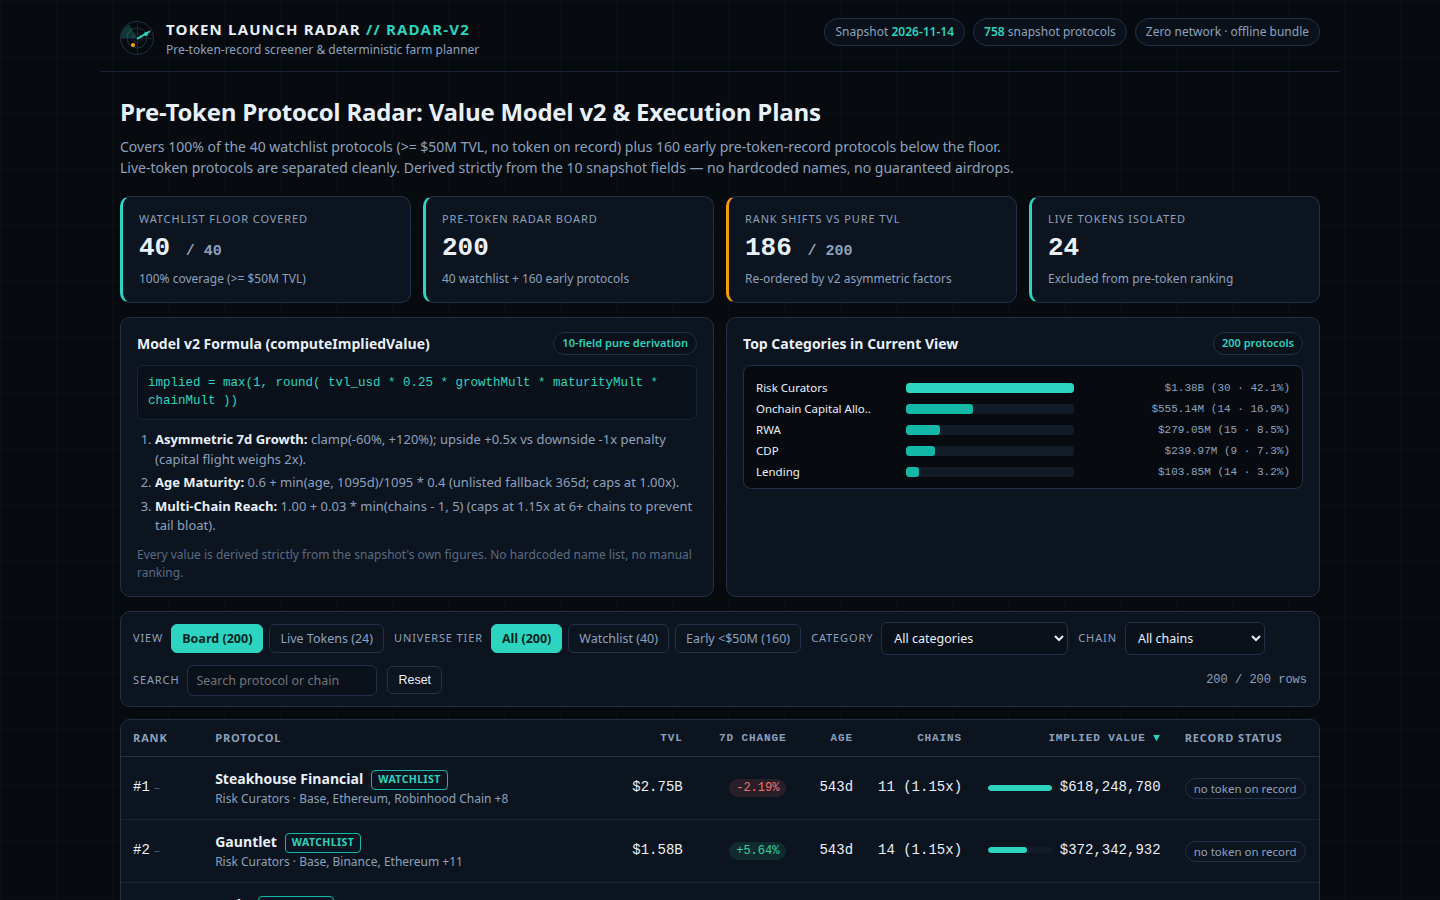 TOKEN LAUNCH RADAR // RADAR-V2
Pre-token-record screener & deterministic farm planner
Snapshot 2026-11-14
758 snapshot protocols
Zero network · offline bundle
Pre-Token Protocol Radar: Value Model v2 & Execution Plans
Covers 100% of the 40 watchlist protocols (>= $50M TVL, no token on record) plus 160 early pre-token-record protocols below the floor.
Live-token protocols are separated cleanly. Derived strictly from the 10 snapshot fields — no hardcoded names, no guaranteed airdrops.
WATCHLIST FLOOR COVERED
40 / 40
100% coverage (>= $50M TVL)
PRE-TOKEN RADAR BOARD
200
40 watchlist + 160 early protocols
RANK SHIFTS VS PURE TVL
186 / 200
Re-ordered by v2 asymmetric factors
LIVE TOKENS ISOLATED
24
Excluded from pre-token ranking
Model v2 Formula (computeImpliedValue)
10-field pure derivation
implied = max(1, round( tvl_usd * 0.25 * growthMult * maturityMult *
chainMult ))
1. Asymmetric 7d Growth: clamp(-60%, +120%); upside +0.5x vs downside -1x penalty
(capital flight weighs 2x).
2. Age Maturity: 0.6 + min(age, 1095d)/1095 * 0.4 (unlisted fallback 365d; caps at 1.00x).
3. Multi-Chain Reach: 1.00 + 0.03 * min(chains - 1, 5) (caps at 1.15x at 6+ chains to prevent
tail bloat).
Every value is derived strictly from the snapshot's own figures. No hardcoded name list, no manual
ranking.
Top Categories in Current View
200 protocols
Risk Curators $1.38B (30 · 42.1%)
Onchain Capital Allo.. $555.14M (14 · 16.9%)
RWA $279.05M (15 · 8.5%)
CDP $239.97M (9 · 7.3%)
Lending $103.85M (14 · 3.2%)
VIEW Board (200) Live Tokens (24) UNIVERSE TIER All (200) Watchlist (40) Early <$50M (160) CATEGORY All categories CHAIN All chains
SEARCH Search protocol or chain Reset 200 / 200 rows
RANK PROTOCOL TVL 7D CHANGE AGE CHAINS IMPLIED VALUE ▼ RECORD STATUS
#1 – Steakhouse Financial WATCHLIST $2.75B -2.19% 543d 11 (1.15x) $618,248,780 no token on record
Risk Curators · Base, Ethereum, Robinhood Chain +8
#2 – Gauntlet WATCHLIST $1.58B +5.64% 543d 14 (1.15x) $372,342,932 no token on record
Risk Curators · Base, Binance, Ethereum +11